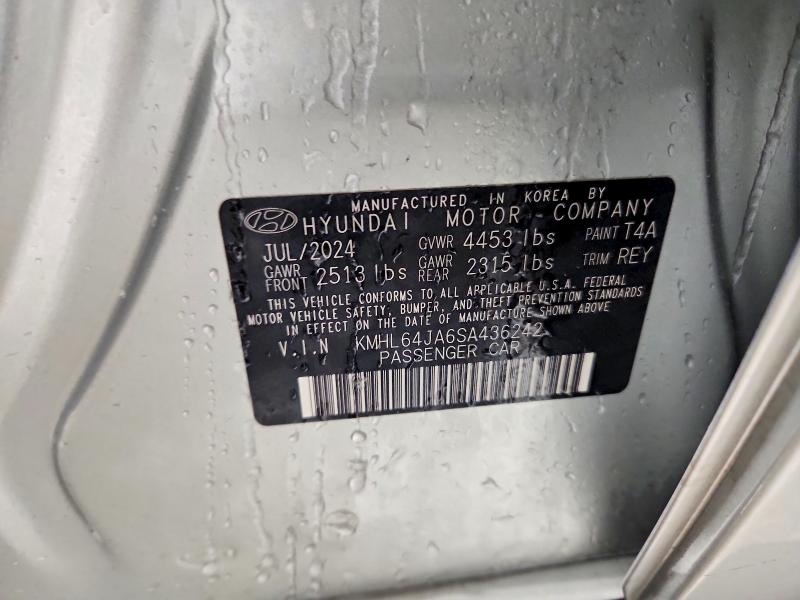 MANUFACTURED IN KOREA BY
HYUNDAI MOTOR COMPANY
JUL/2024 GVWR 4453 lbs PAINT T4A
GAWR FRONT 2513 lbs GAWR REAR 2315 lbs TRIM REY
THIS VEHICLE CONFORMS TO ALL APPLICABLE U.S.A. FEDERAL
MOTOR VEHICLE SAFETY, BUMPER, AND THEFT PREVENTION STANDARDS
IN EFFECT ON THE DATE OF MANUFACTURE SHOWN ABOVE
V.I.N KMHL64JA6SA436242
PASSENGER CAR